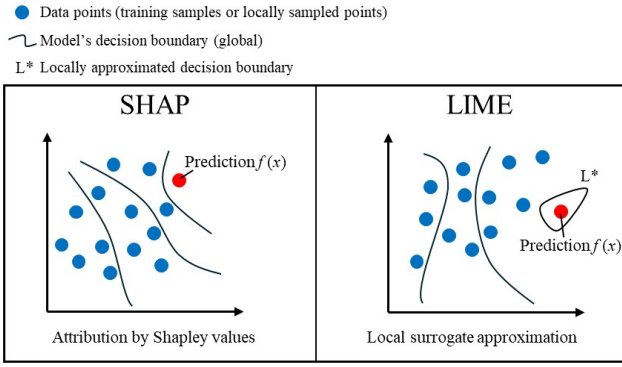 Data points (training samples or locally sampled points)
Model's decision boundary (global)
L* Locally approximated decision boundary
SHAP
Prediction f (x)
Attribution by Shapley values
LIME
L*
Prediction f (x)
Local surrogate approximation